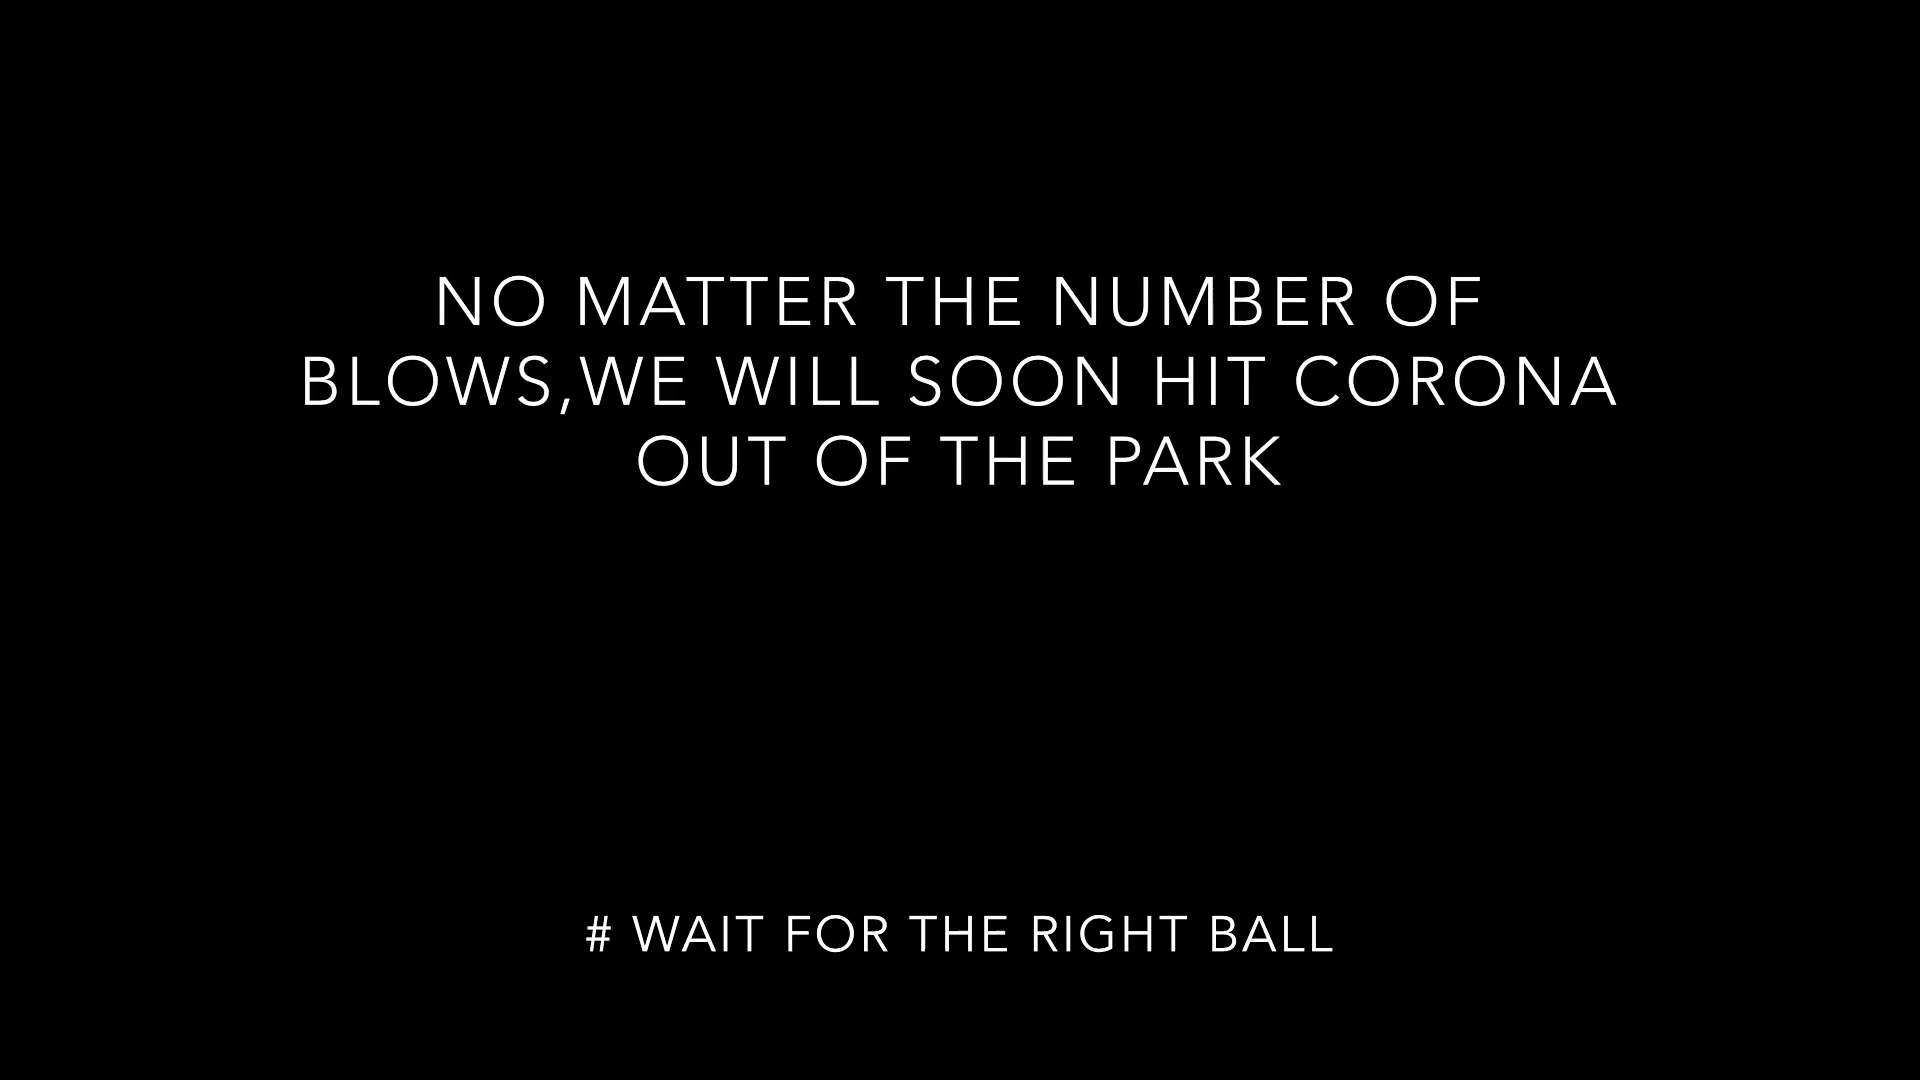 NO MATTER THE NUMBER OF
BLOWS,WE WILL SOON HIT CORONA
OUT OF THE PARK
# WAIT FOR THE RIGHT BALL